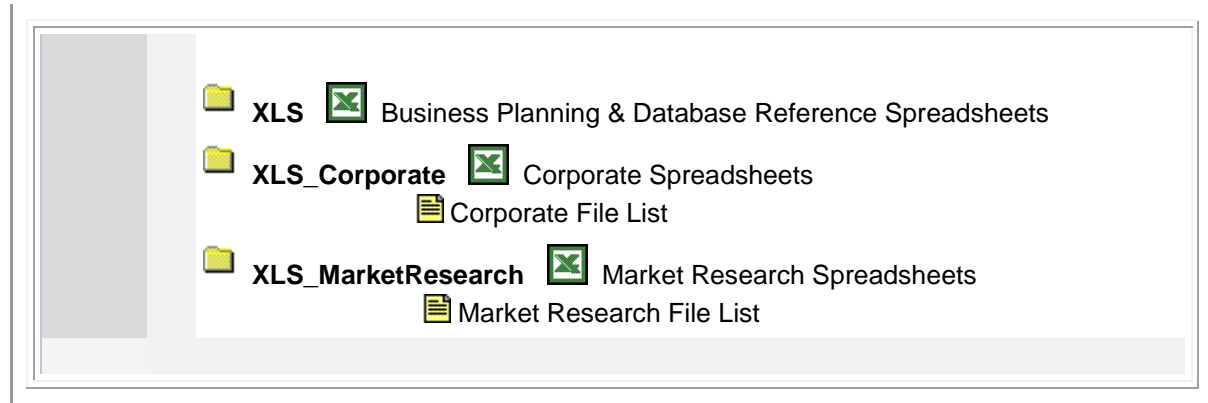 XLS Business Planning & Database Reference Spreadsheets
XLS_Corporate Corporate Spreadsheets
Corporate File List
XLS_MarketResearch Market Research Spreadsheets
Market Research File List